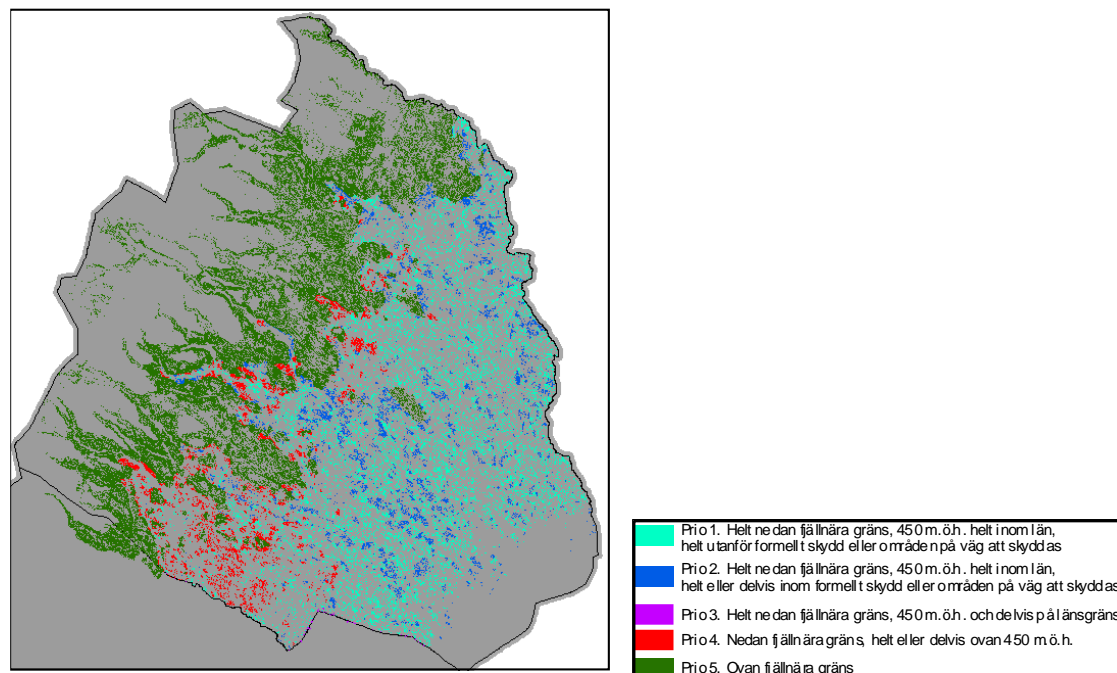 Prio 1. Helt nedan fjällnära gräns, 450 m.ö.h. helt inom län,
helt utanför formellt skydd eller områden på väg att skyddas
Prio 2. Helt nedan fjällnära gräns, 450 m.ö.h. helt inom län,
helt eller delvis inom formellt skydd eller områden på väg att skyddas
Prio 3. Helt nedan fjällnära gräns, 450 m.ö.h. och delvis på länsgräns
Prio 4. Nedan fjällnära gräns, helt eller delvis ovan 450 m.ö.h.
Prio 5. Ovan fjällnära gräns